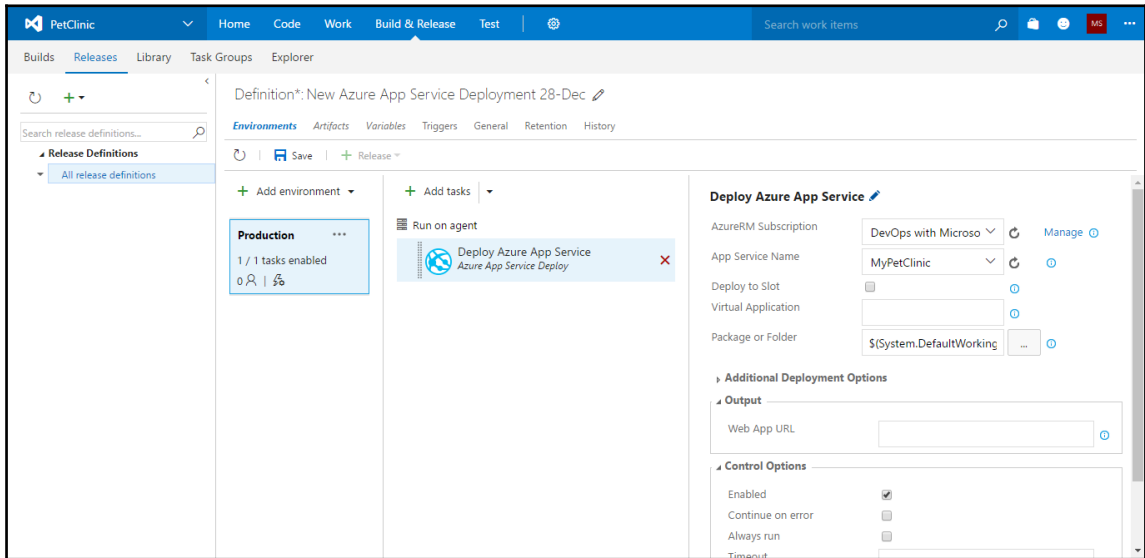 PetClinic Home Code Work Build & Release Test Search work items MS
Builds Releases Library Task Groups Explorer
Definition*: New Azure App Service Deployment 28-Dec
Search release definitions...
Release Definitions
All release definitions
Environments Artifacts Variables Triggers General Retention History
Save + Release
+ Add environment
Production ...
1 / 1 tasks enabled
0
+ Add tasks
Run on agent
Deploy Azure App Service
Azure App Service Deploy
Deploy Azure App Service
AzureRM Subscription DevOps with Microso Manage
App Service Name MyPetClinic
Deploy to Slot
Virtual Application
Package or Folder $(System.DefaultWorking ...
Additional Deployment Options
Output
Web App URL
Control Options
Enabled
Continue on error
Always run
Timeout